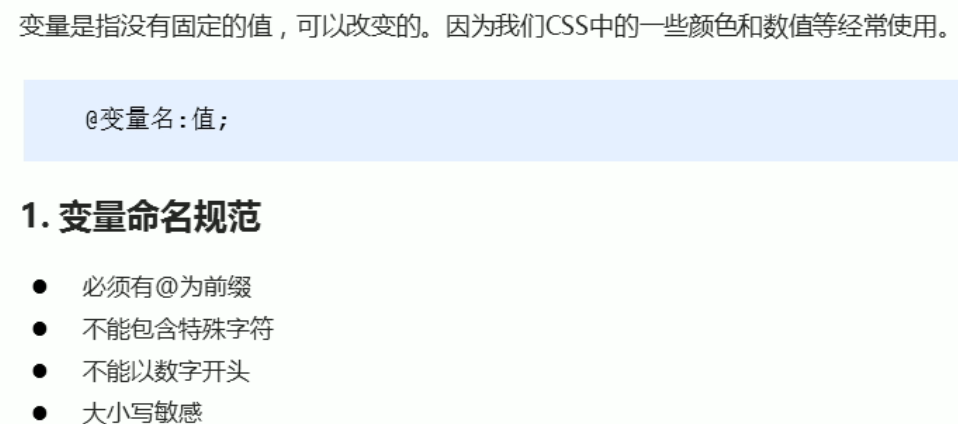 变量是指没有固定的值，可以改变的。因为我们CSS中的一些颜色和数值等经常使用。
@变量名:值;
1. 变量命名规范
● 必须有@为前缀
● 不能包含特殊字符
● 不能以数字开头
● 大小写敏感